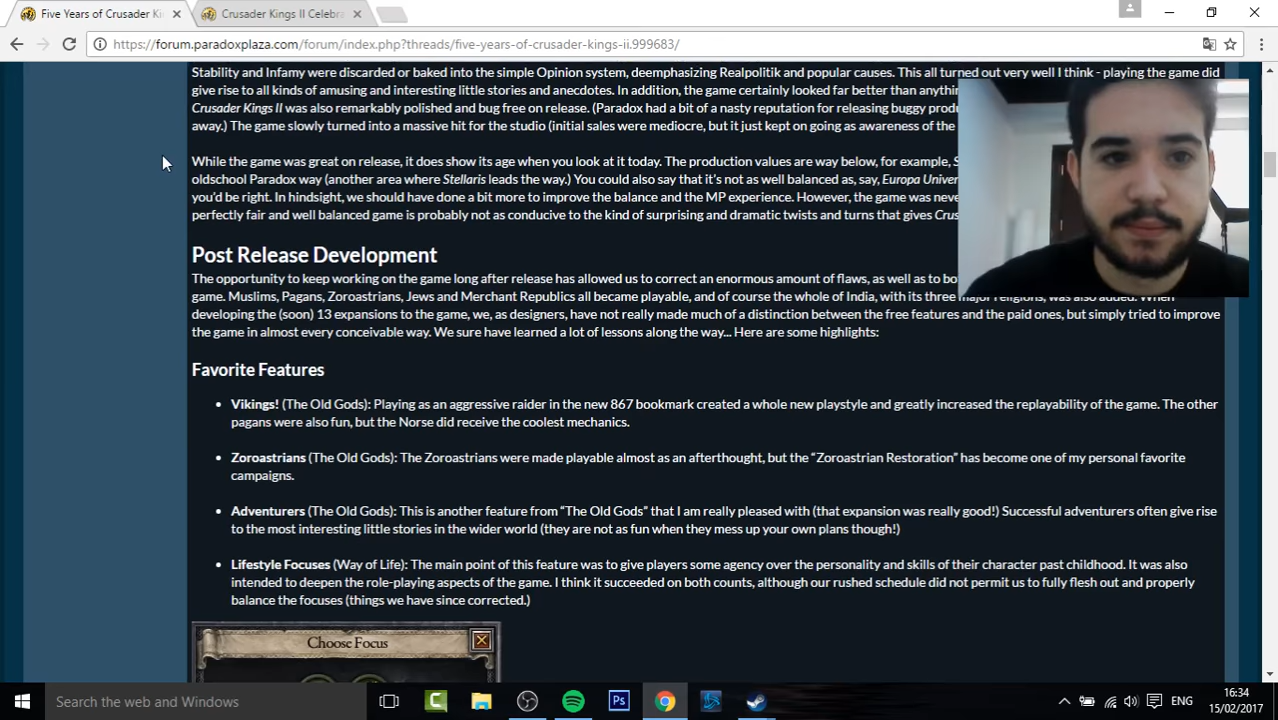 Five Years of Crusader Ki
Crusader Kings II Celebra
https://forum.paradoxplaza.com/forum/index.php?threads/five-years-of-crusader-kings-ii.999683/
Stability and Infamy were discarded or baked into the simple Opinion system, deemphasizing Realpolitik and popular causes. This all turned out very well I think - playing the game did
give rise to all kinds of amusing and interesting little stories and anecdotes. In addition, the game certainly looked far better than anything
Crusader Kings II was also remarkably polished and bug free on release. (Paradox had a bit of a nasty reputation for releasing buggy prod
away.) The game slowly turned into a massive hit for the studio (initial sales were mediocre, but it just kept on going as awareness of the
While the game was great on release, it does show its age when you look at it today. The production values are way below, for example, S
oldschool Paradox way (another area where Stellaris leads the way.) You could also say that it's not as well balanced as, say, Europa Univer
you'd be right. In hindsight, we should have done a bit more to improve the balance and the MP experience. However, the game was neve
perfectly fair and well balanced game is probably not as conducive to the kind of surprising and dramatic twists and turns that gives Crus
Post Release Development
The opportunity to keep working on the game long after release has allowed us to correct an enormous amount of flaws, as well as to bo
game. Muslims, Pagans, Zoroastrians, Jews and Merchant Republics all became playable, and of course the whole of India, with its three major religions, was also added. When
developing the (soon) 13 expansions to the game, we, as designers, have not really made much of a distinction between the free features and the paid ones, but simply tried to improve
the game in almost every conceivable way. We sure have learned a lot of lessons along the way... Here are some highlights:
Favorite Features
• Vikings! (The Old Gods): Playing as an aggressive raider in the new 867 bookmark created a whole new playstyle and greatly increased the replayability of the game. The other
pagans were also fun, but the Norse did receive the coolest mechanics.
• Zoroastrians (The Old Gods): The Zoroastrians were made playable almost as an afterthought, but the “Zoroastrian Restoration” has become one of my personal favorite
campaigns.
• Adventurers (The Old Gods): This is another feature from “The Old Gods” that I am really pleased with (that expansion was really good!) Successful adventurers often give rise
to the most interesting little stories in the wider world (they are not as fun when they mess up your own plans though!)
• Lifestyle Focuses (Way of Life): The main point of this feature was to give players some agency over the personality and skills of their character past childhood. It was also
intended to deepen the role-playing aspects of the game. I think it succeeded on both counts, although our rushed schedule did not permit us to fully flesh out and properly
balance the focuses (things we have since corrected.)
Choose Focus
Search the web and Windows
Ps
ENG
16:34
15/02/2017